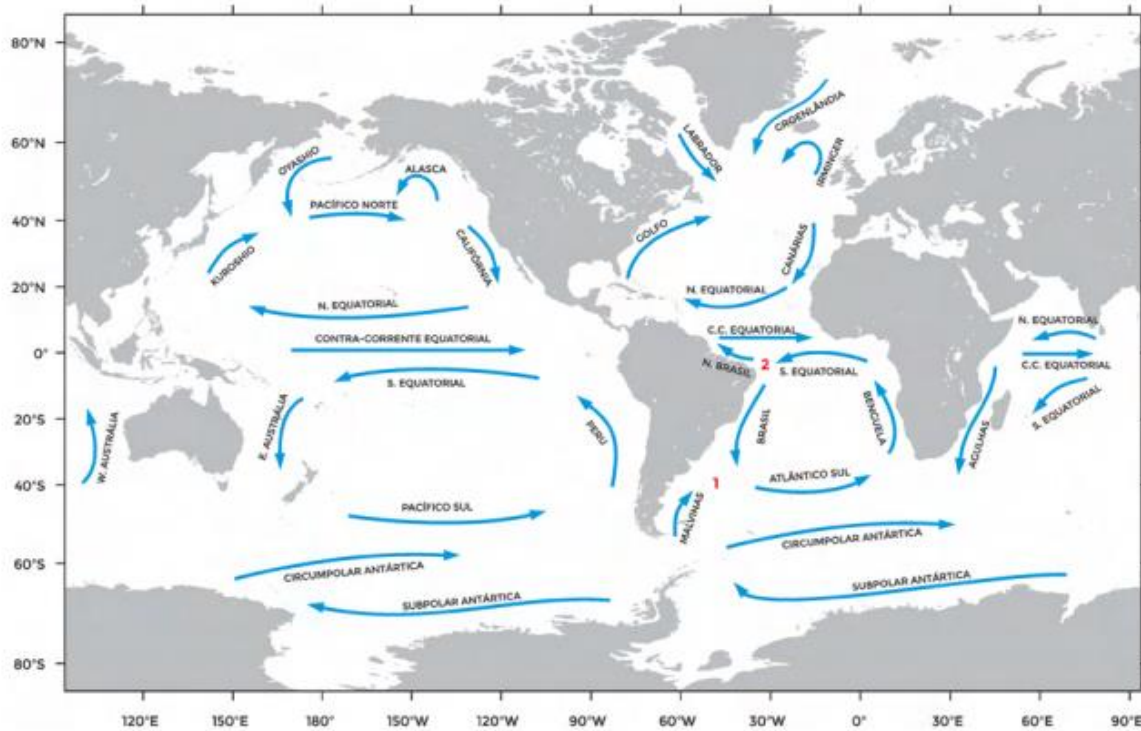 80°N
60°N
40°N
20°N
0°
20°S
40°S
60°S
80°S
GROENLÂNDIA
LABRADOR
IRMINGER
OYASHIO
ALASCA
PACÍFICO NORTE
KUROSHIO
CALIFÓRNIA
GOLFO
CANÁRIAS
N. EQUATORIAL
N. EQUATORIAL
N. EQUATORIAL
CONTRA-CORRENTE EQUATORIAL
C.C. EQUATORIAL
C.C. EQUATORIAL
S. EQUATORIAL
N. BRASIL
2
S. EQUATORIAL
S. EQUATORIAL
W. AUSTRÁLIA
E. AUSTRÁLIA
PERU
BRASIL
BENGUELA
AGULHAS
1
ATLÂNTICO SUL
MALVINAS
PACÍFICO SUL
CIRCUMPOLAR ANTÁRTICA
CIRCUMPOLAR ANTÁRTICA
SUBPOLAR ANTÁRTICA
SUBPOLAR ANTÁRTICA
120°E 150°E 180° 150°W 120°W 90°W 60°W 30°W 0° 30°E 60°E 90°E